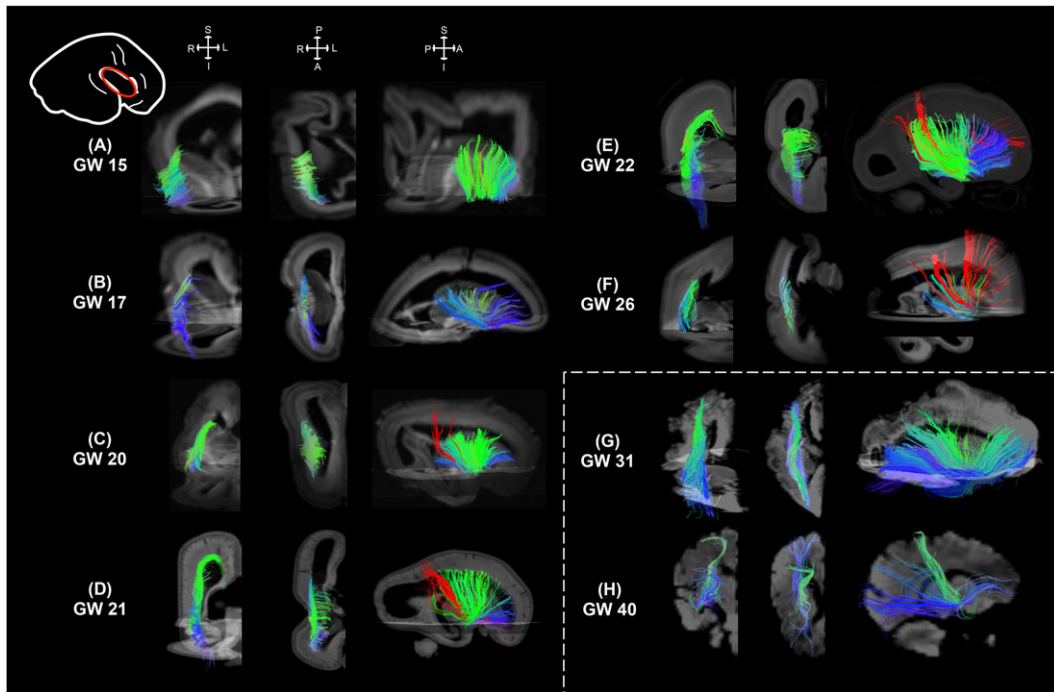 S
R L
I
P
R L
A
S
P A
I
(A)
GW 15
(B)
GW 17
(C)
GW 20
(D)
GW 21
(E)
GW 22
(F)
GW 26
(G)
GW 31
(H)
GW 40